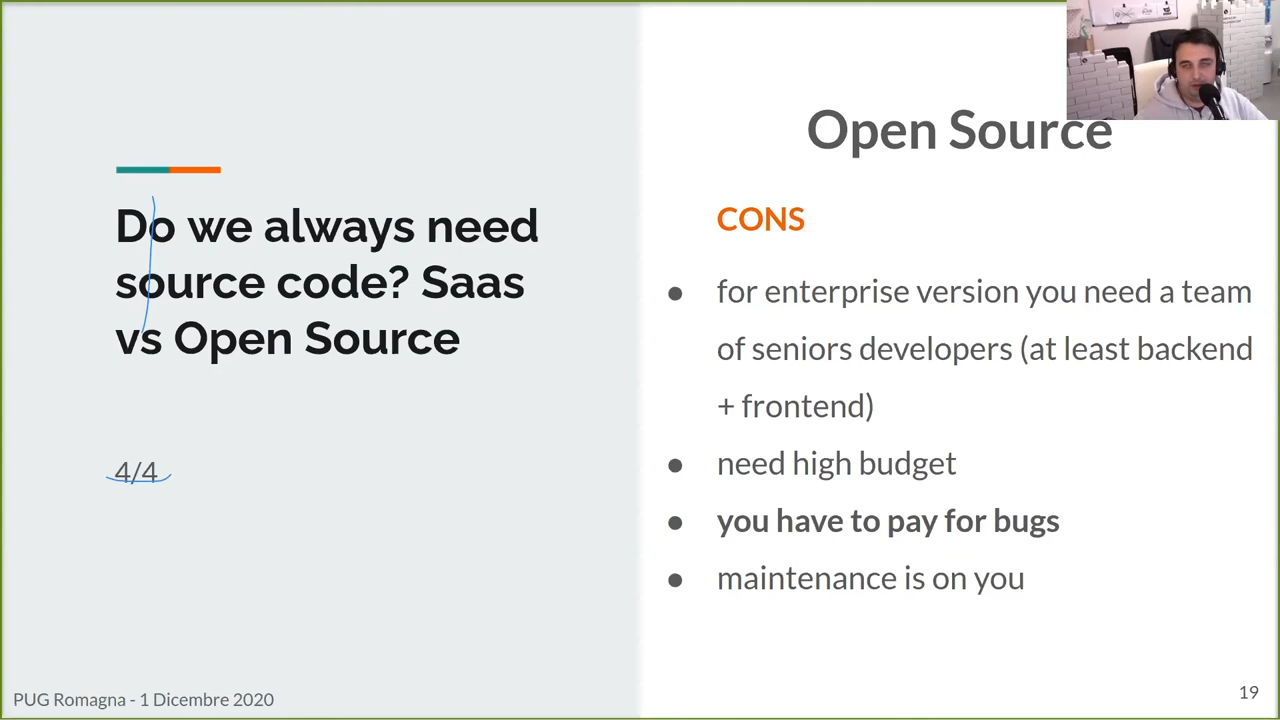 Do we always need
source code? Saas
vs Open Source
4/4
Open Source
CONS
● for enterprise version you need a team
of seniors developers (at least backend
+ frontend)
● need high budget
● you have to pay for bugs
● maintenance is on you
PUG Romagna - 1 Dicembre 2020
19